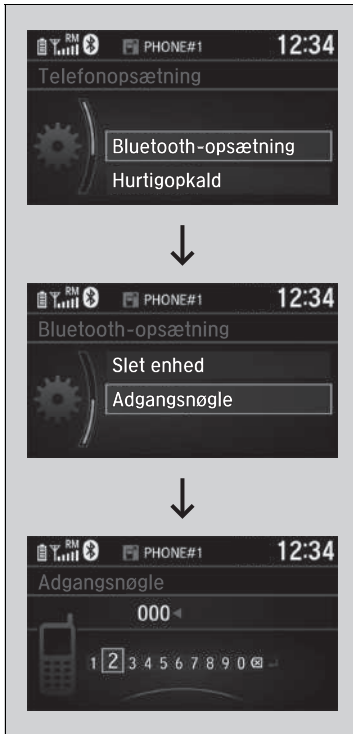 RM PHONE#1 12:34
Telefonopsætning
Bluetooth-opsætning
Hurtigopkald
RM PHONE#1 12:34
Bluetooth-opsætning
Slet enhed
Adgangsnøgle
RM PHONE#1 12:34
Adgangsnøgle
000
1 2 3 4 5 6 7 8 9 0